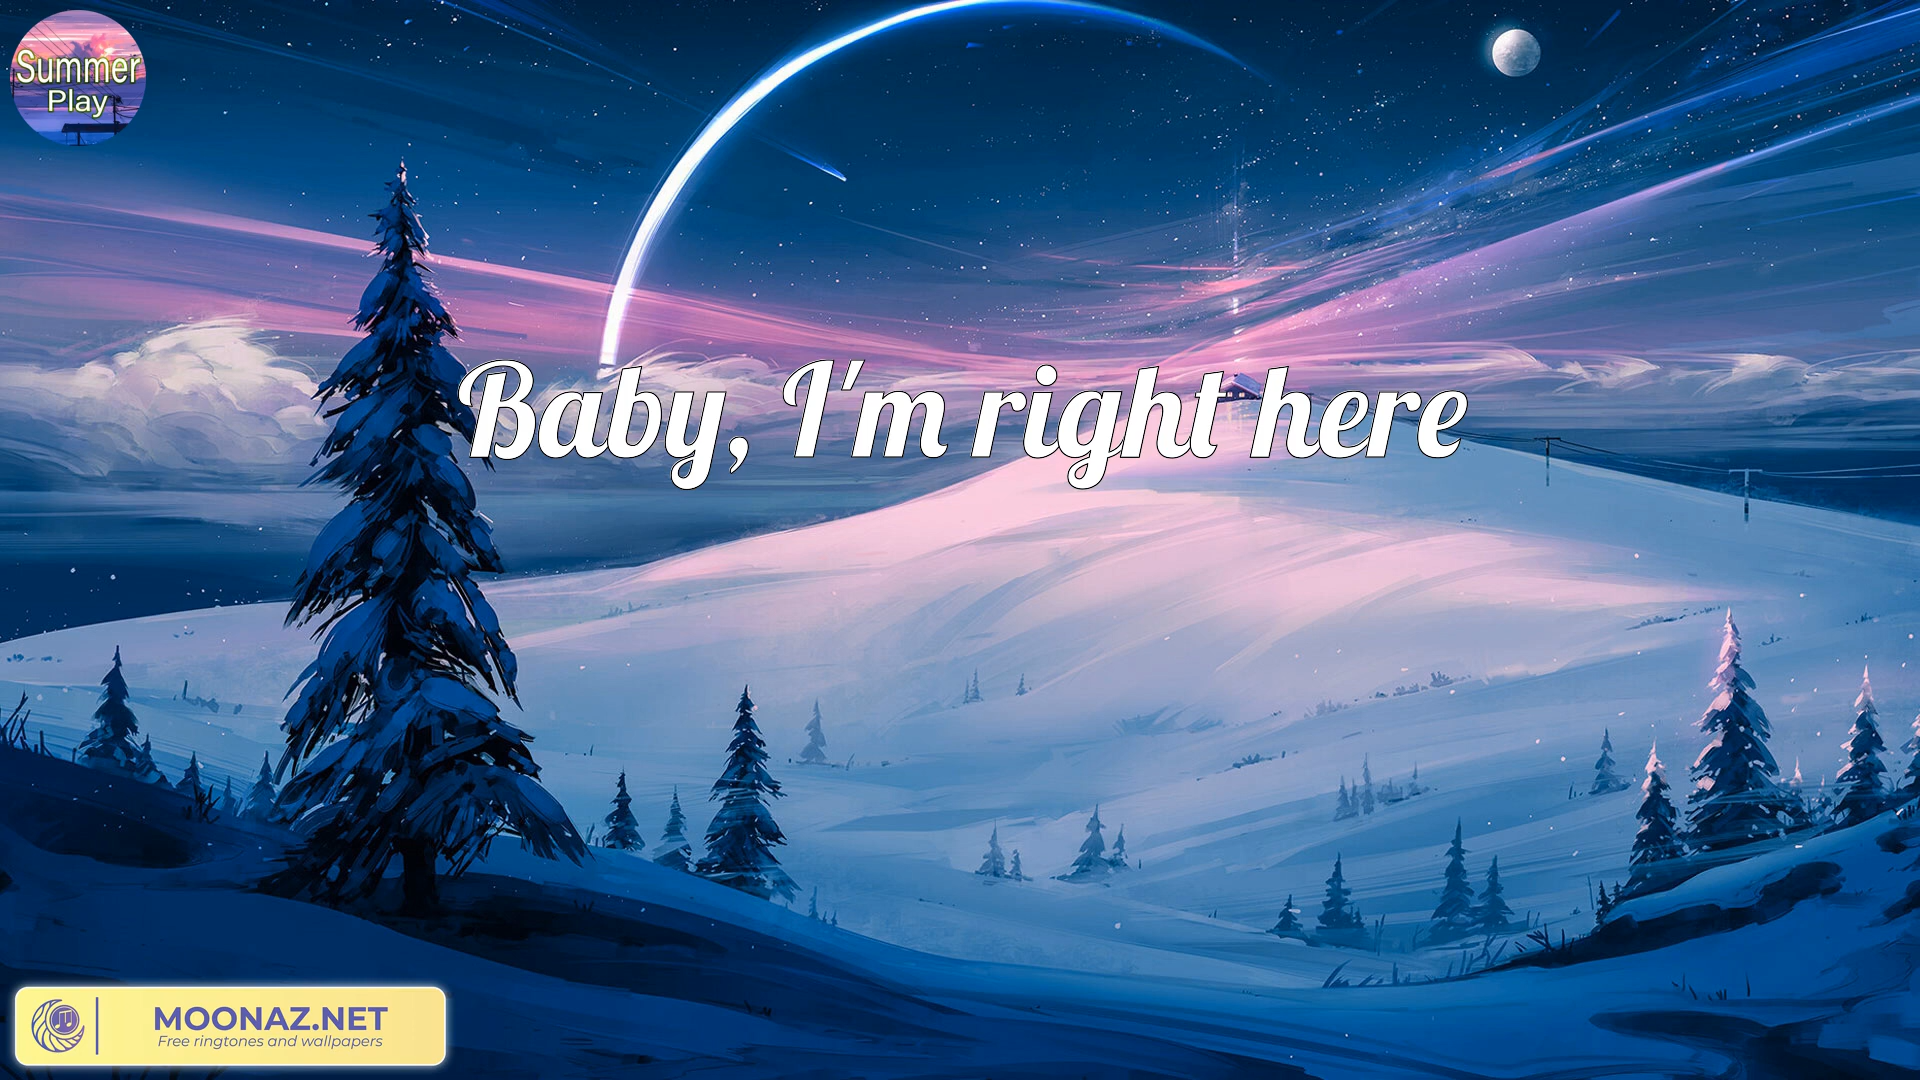 Summer
Play
Baby, I'm right here
MOONAZ.NET
Free ringtones and wallpapers